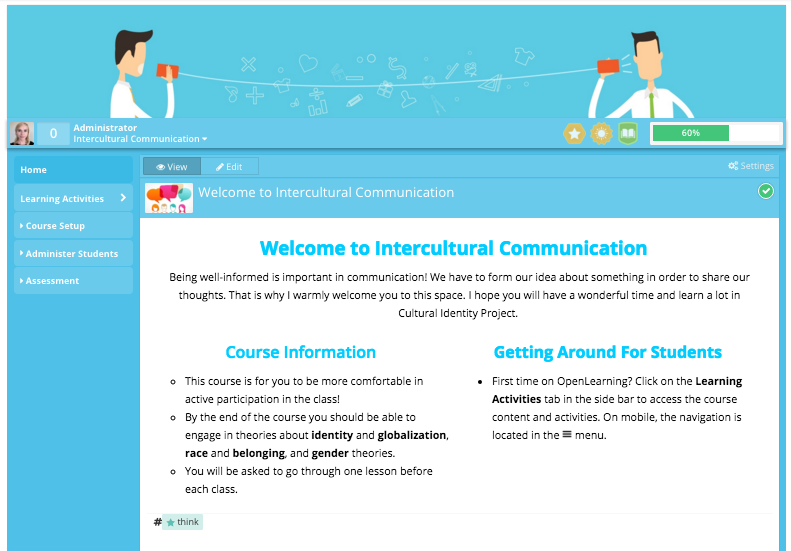 0
Administrator
Intercultural Communication
60%
Home
Learning Activities
Course Setup
Administer Students
Assessment
View
Edit
Settings
Welcome to Intercultural Communication
Welcome to Intercultural Communication
Being well-informed is important in communication! We have to form our idea about something in order to share our
thoughts. That is why I warmly welcome you to this space. I hope you will have a wonderful time and learn a lot in
Cultural Identity Project.
Course Information
This course is for you to be more comfortable in
active participation in the class!
By the end of the course you should be able to
engage in theories about identity and globalization,
race and belonging, and gender theories.
You will be asked to go through one lesson before
each class.
Getting Around For Students
First time on OpenLearning? Click on the Learning
Activities tab in the side bar to access the course
content and activities. On mobile, the navigation is
located in the ≡ menu.
# think